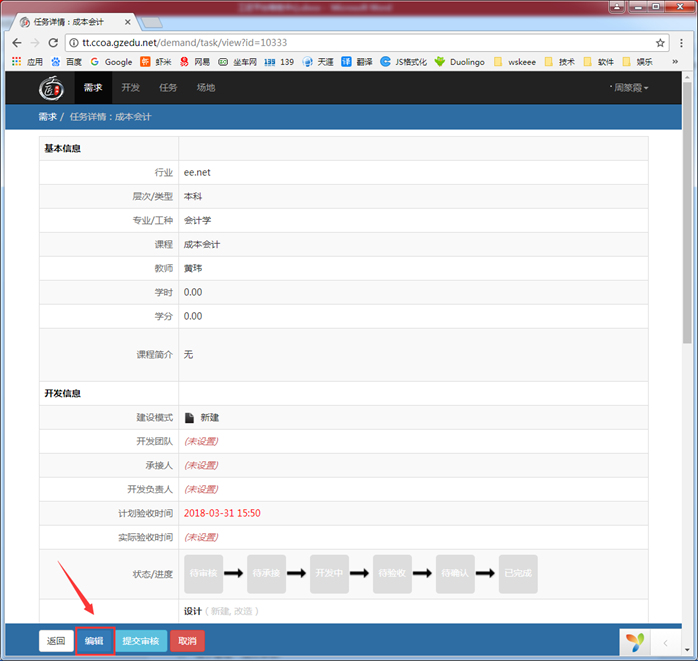 任务详情：成本会计
tt.ccoa.gzedu.net/demand/task/view?id=10333
应用 百度 Google 虾米 网易 坐车网 139 天涯 翻译 JS格式化 Duolingo wskeee 技术 软件 娱乐 »
需求 开发 任务 场地
需求 / 任务详情：成本会计
基本信息
行业 ee.net
层次/类型 本科
专业/工种 会计学
课程 成本会计
教师 黄玮
学时 0.00
学分 0.00
课程简介 无
开发信息
建设模式 新建
开发团队 (未设置)
承接人 (未设置)
开发负责人 (未设置)
计划验收时间 2018-03-31 15:50
实际验收时间 (未设置)
状态/进度 待审核 待承接 开发中 待验收 待确认 已完成
设计 ( 新建, 改造 )
返回 编辑 提交审核 取消